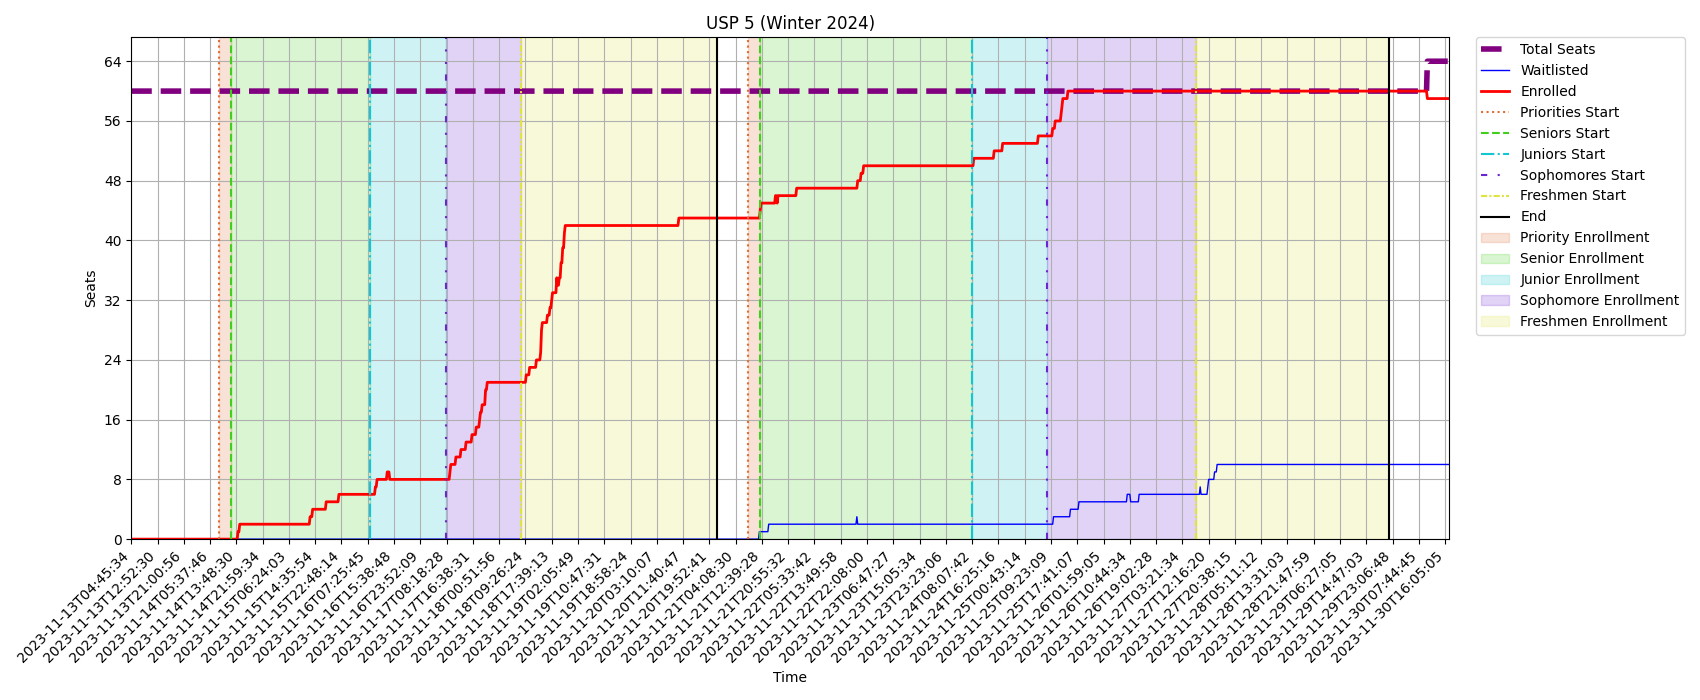 USP 5 (Winter 2024)
Seats
64
56
48
40
32
24
16
8
0
2023-11-13T04:45:34
2023-11-13T12:52:30
2023-11-13T21:00:56
2023-11-14T05:37:46
2023-11-14T13:48:30
2023-11-14T21:59:34
2023-11-15T06:24:03
2023-11-15T14:35:54
2023-11-15T22:48:14
2023-11-16T07:25:45
2023-11-16T15:38:48
2023-11-16T23:52:09
2023-11-17T08:18:28
2023-11-17T16:38:31
2023-11-18T00:51:56
2023-11-18T09:26:24
2023-11-18T17:39:13
2023-11-19T02:05:49
2023-11-19T10:47:31
2023-11-19T18:58:24
2023-11-20T03:10:07
2023-11-20T11:40:47
2023-11-20T19:52:41
2023-11-21T04:08:30
2023-11-21T12:39:28
2023-11-21T20:55:32
2023-11-22T05:33:42
2023-11-22T13:49:58
2023-11-22T22:08:00
2023-11-23T06:47:27
2023-11-23T15:05:34
2023-11-23T23:23:06
2023-11-24T08:07:42
2023-11-24T16:25:16
2023-11-25T00:43:14
2023-11-25T09:23:09
2023-11-25T17:41:07
2023-11-26T01:59:05
2023-11-26T10:44:34
2023-11-26T19:02:28
2023-11-27T03:21:34
2023-11-27T12:16:20
2023-11-27T20:38:15
2023-11-28T05:11:12
2023-11-28T13:31:03
2023-11-28T21:47:59
2023-11-29T06:27:05
2023-11-29T14:47:03
2023-11-29T23:06:48
2023-11-30T07:44:45
2023-11-30T16:05:05
Time
Total Seats
Waitlisted
Enrolled
Priorities Start
Seniors Start
Juniors Start
Sophomores Start
Freshmen Start
End
Priority Enrollment
Senior Enrollment
Junior Enrollment
Sophomore Enrollment
Freshmen Enrollment